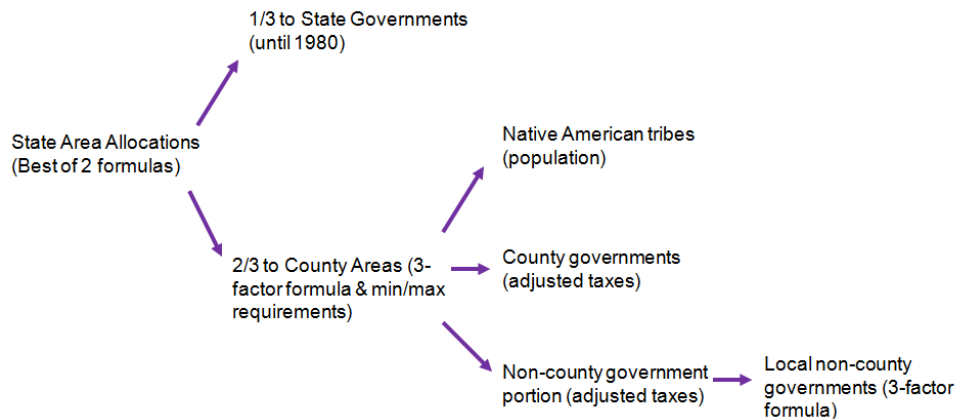 1/3 to State Governments
(until 1980)
State Area Allocations
(Best of 2 formulas)
Native American tribes
(population)
2/3 to County Areas (3-
factor formula & min/max
requirements)
County governments
(adjusted taxes)
Non-county government
portion (adjusted taxes)
Local non-county
governments (3-factor
formula)